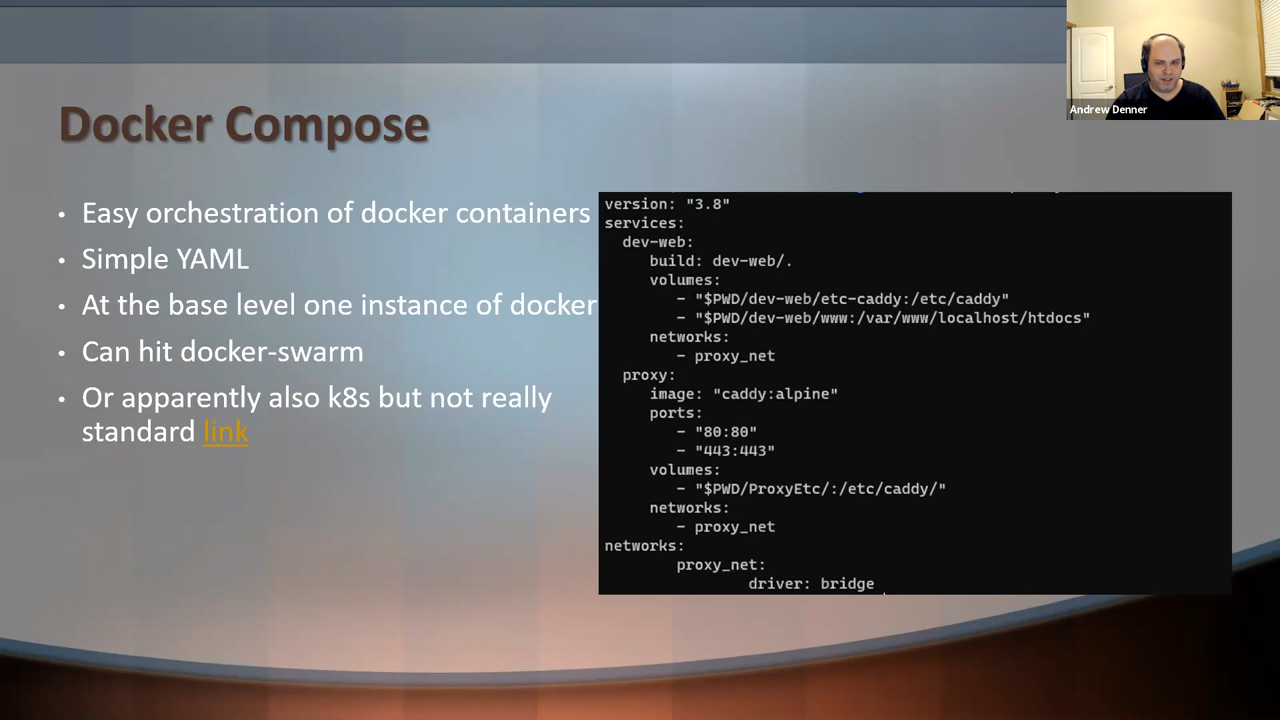 Andrew Denner
Docker Compose
• Easy orchestration of docker containers
• Simple YAML
• At the base level one instance of docker
• Can hit docker-swarm
• Or apparently also k8s but not really
standard link
version: "3.8"
services:
  dev-web:
     build: dev-web/.
     volumes:
        - "$PWD/dev-web/etc-caddy:/etc/caddy"
        - "$PWD/dev-web/www:/var/www/localhost/htdocs"
     networks:
        - proxy_net
  proxy:
     image: "caddy:alpine"
     ports:
        - "80:80"
        - "443:443"
     volumes:
        - "$PWD/ProxyEtc/:/etc/caddy/"
     networks:
        - proxy_net
networks:
        proxy_net:
                driver: bridge